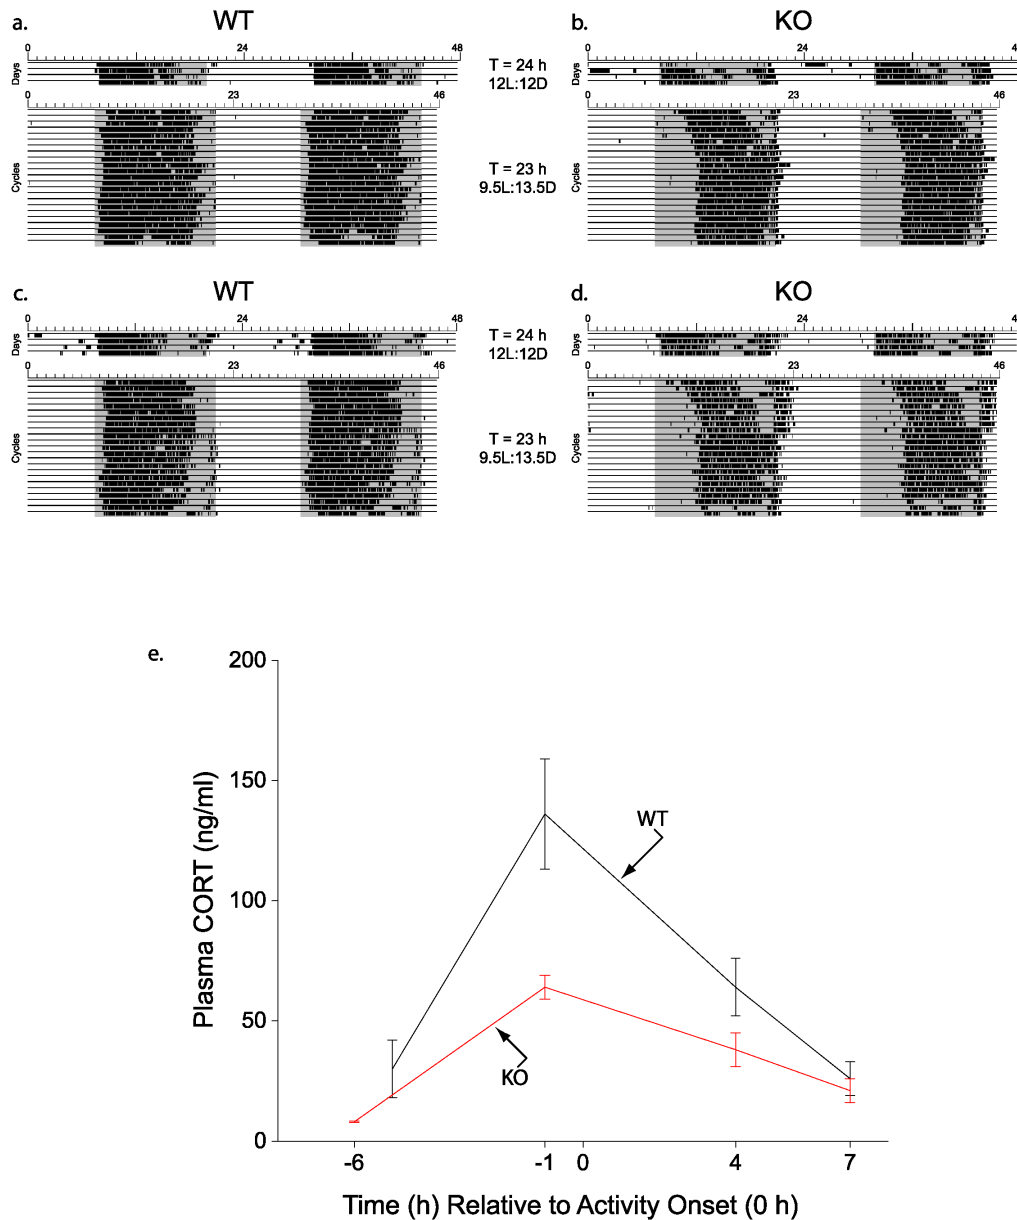 a. WT b. KO
0 24 48 0 24 4
Days T = 24 h Days
12L:12D
0 23 46 0 23 46
Cycles T = 23 h Cycles
9.5L:13.5D
c. WT d. KO
0 24 48 0 24 4
Days T = 24 h Days
12L:12D
0 23 46 0 23 46
Cycles T = 23 h Cycles
9.5L:13.5D
e.
200
150
100
50
0
Plasma CORT (ng/ml)
WT
KO
-6 -1 0 4 7
Time (h) Relative to Activity Onset (0 h)